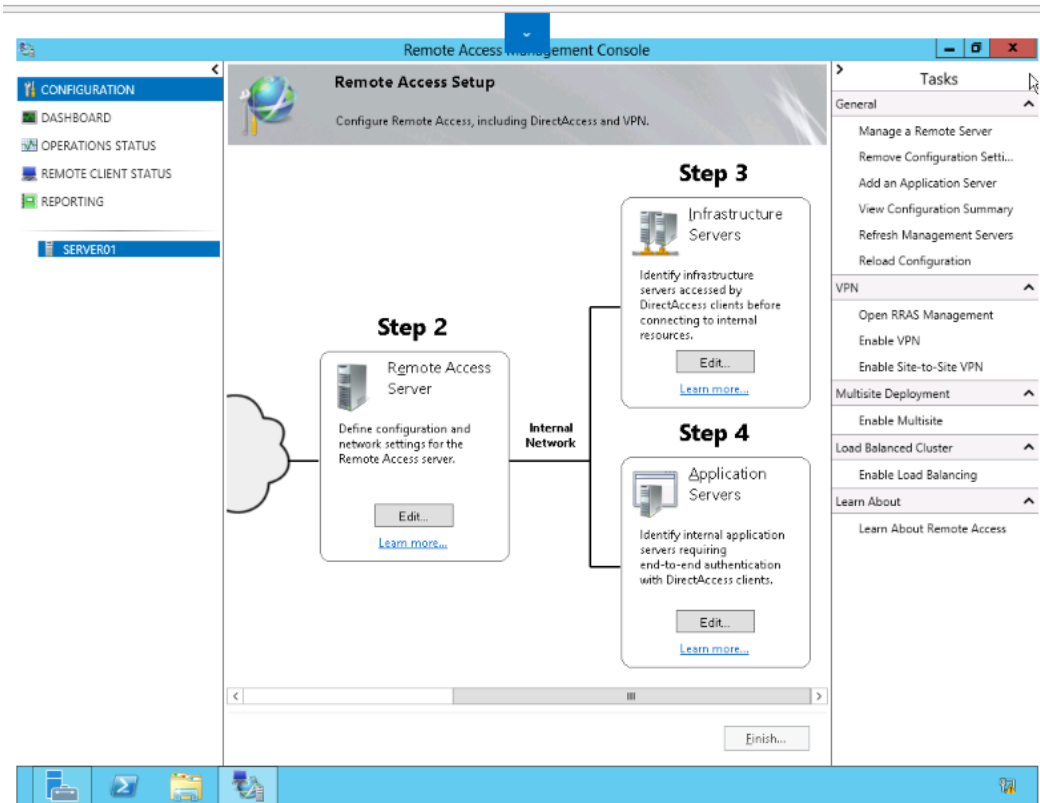 Remote Access Management Console
CONFIGURATION
DASHBOARD
OPERATIONS STATUS
REMOTE CLIENT STATUS
REPORTING
SERVER01
Remote Access Setup
Configure Remote Access, including DirectAccess and VPN.
Step 2
Remote Access
Server
Define configuration and
network settings for the
Remote Access server.
Edit...
Learn more...
Internal
Network
Step 3
Infrastructure
Servers
Identify infrastructure
servers accessed by
DirectAccess clients before
connecting to internal
resources.
Edit...
Learn more...
Step 4
Application
Servers
Identify internal application
servers requiring
end-to-end authentication
with DirectAccess clients.
Edit...
Learn more...
Finish...
Tasks
General
Manage a Remote Server
Remove Configuration Setti...
Add an Application Server
View Configuration Summary
Refresh Management Servers
Reload Configuration
VPN
Open RRAS Management
Enable VPN
Enable Site-to-Site VPN
Multisite Deployment
Enable Multisite
Load Balanced Cluster
Enable Load Balancing
Learn About
Learn About Remote Access